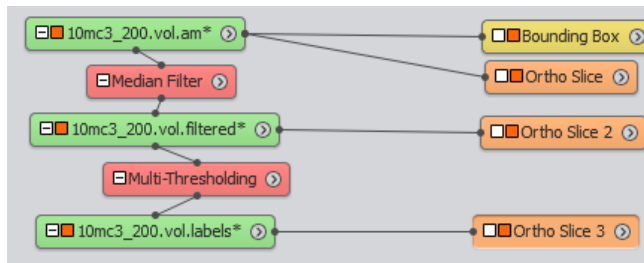 10mc3_200.vol.am*
Bounding Box
Ortho Slice
Median Filter
10mc3_200.vol.filtered*
Ortho Slice 2
Multi-Thresholding
10mc3_200.vol.labels*
Ortho Slice 3